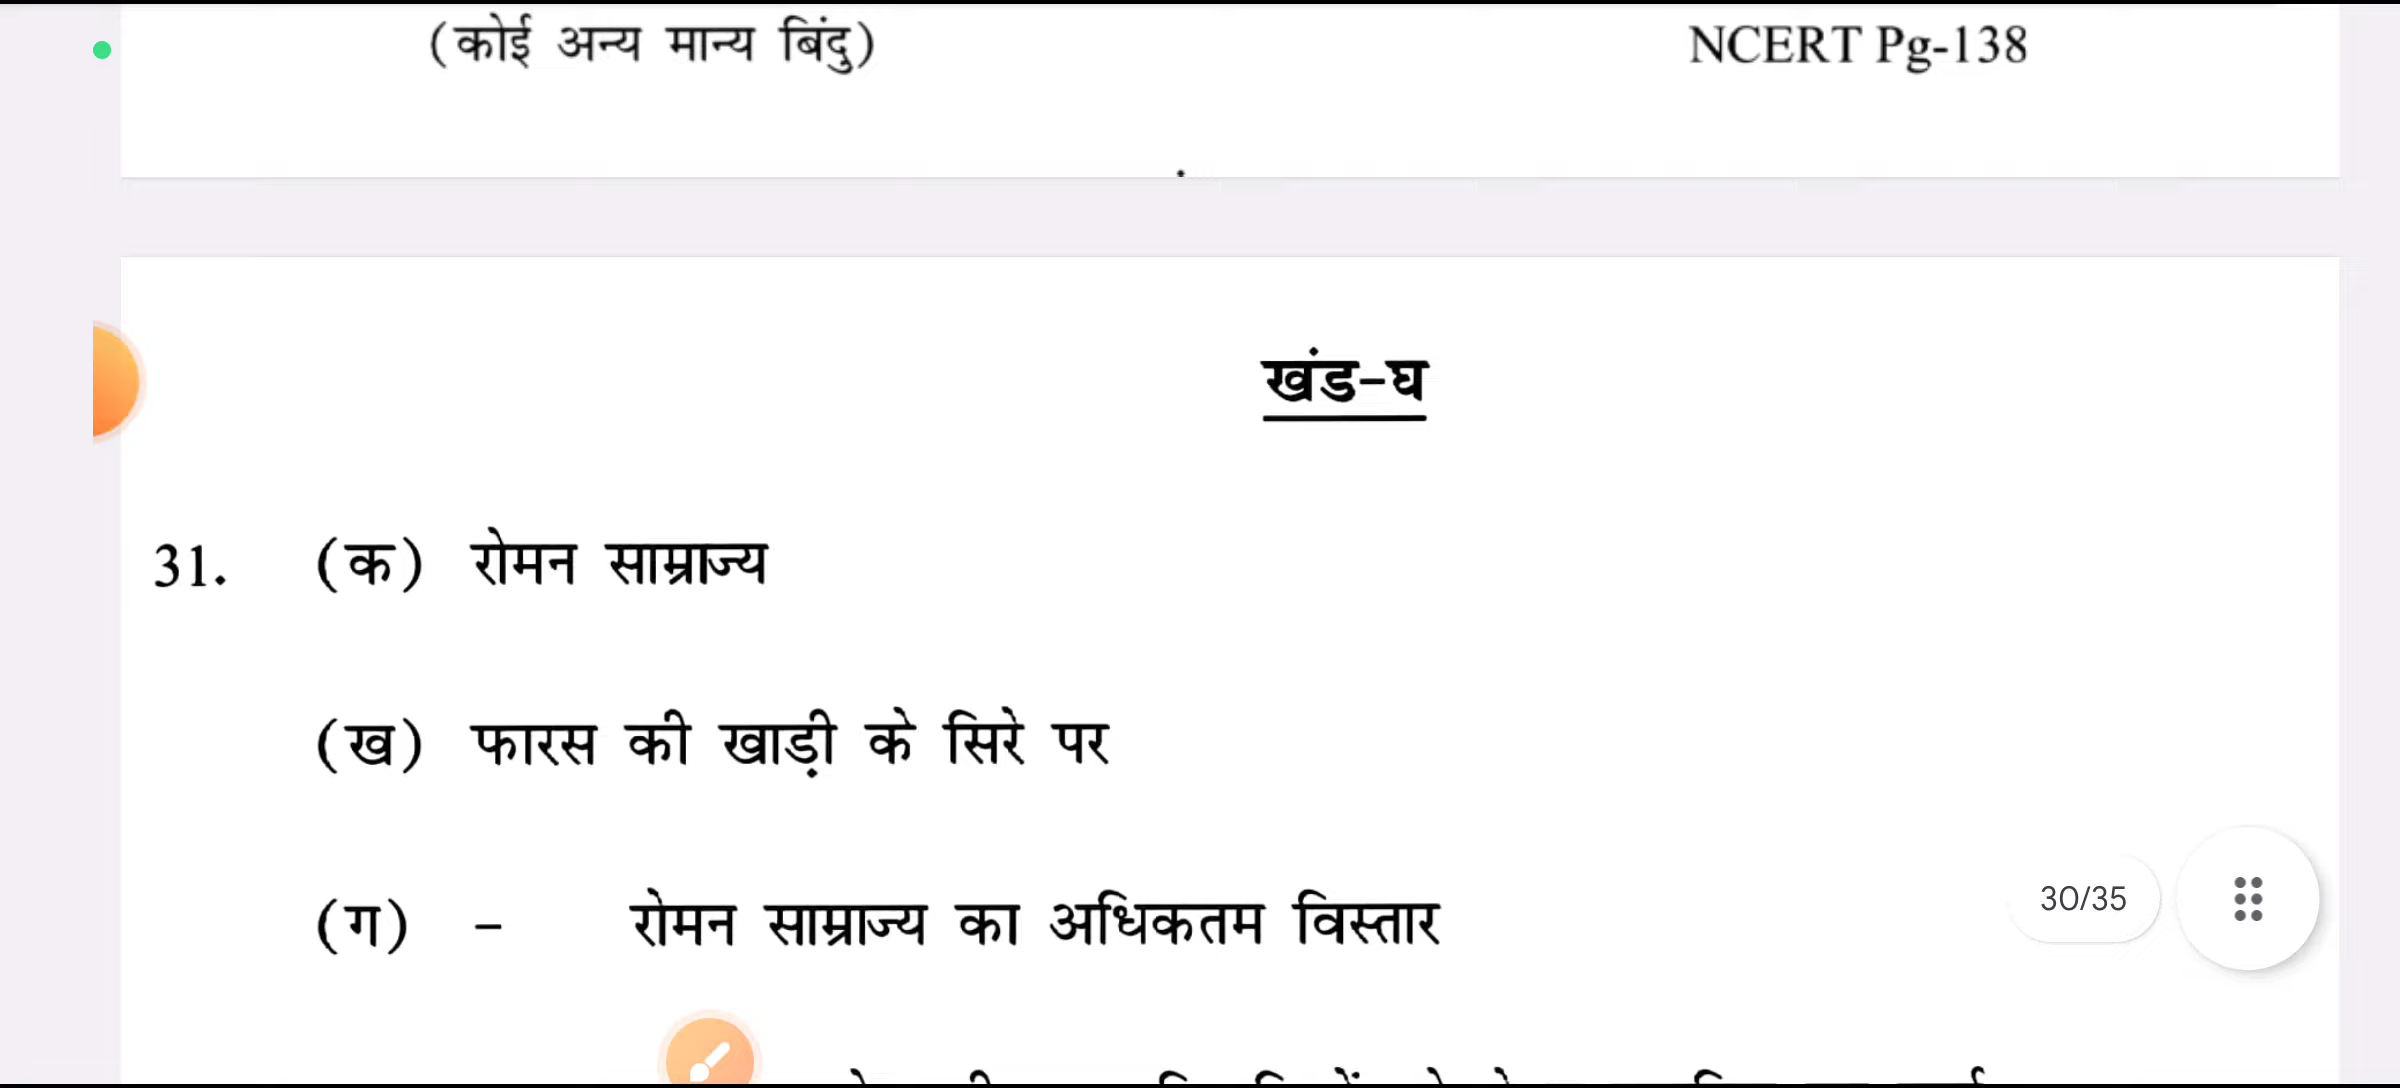 (कोई अन्य मान्य बिंदु) NCERT Pg-138
खंड-घ
31. (क) रोमन साम्राज्य
(ख) फारस की खाड़ी के सिरे पर
(ग) - रोमन साम्राज्य का अधिकतम विस्तार
30/35